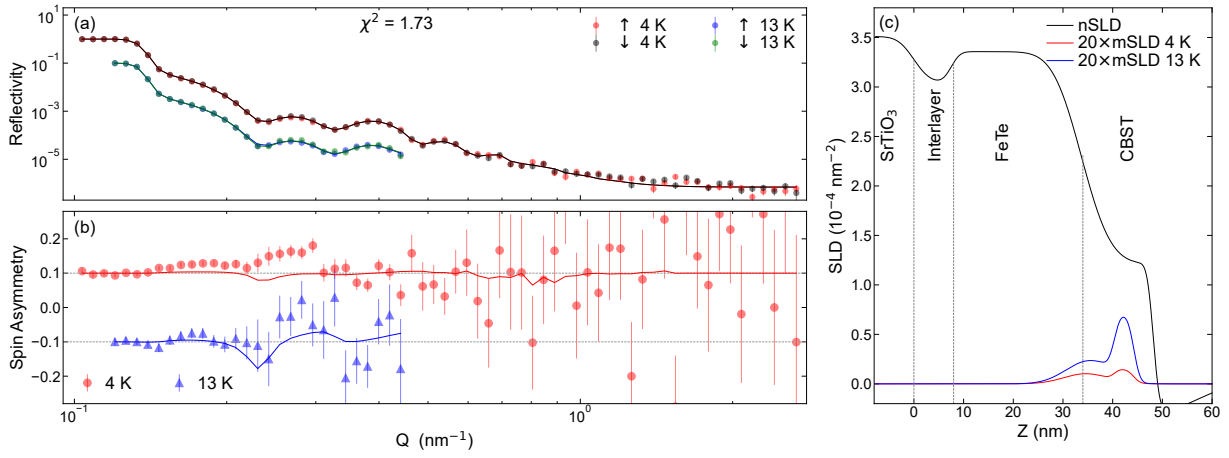 (a)
χ² = 1.73
↑ 4 K
↓ 4 K
↑ 13 K
↓ 13 K
Reflectivity
10¹
10⁻¹
10⁻³
10⁻⁵
(b)
Spin Asymmetry
0.2
0.1
0.0
−0.1
−0.2
4 K
13 K
10⁻¹
10⁰
Q (nm⁻¹)
(c)
nSLD
20×mSLD 4 K
20×mSLD 13 K
SLD (10⁻⁴ nm⁻²)
3.5
3.0
2.5
2.0
1.5
1.0
0.5
0.0
SrTiO₃
Interlayer
FeTe
CBST
0
10
20
30
40
50
60
Z (nm)